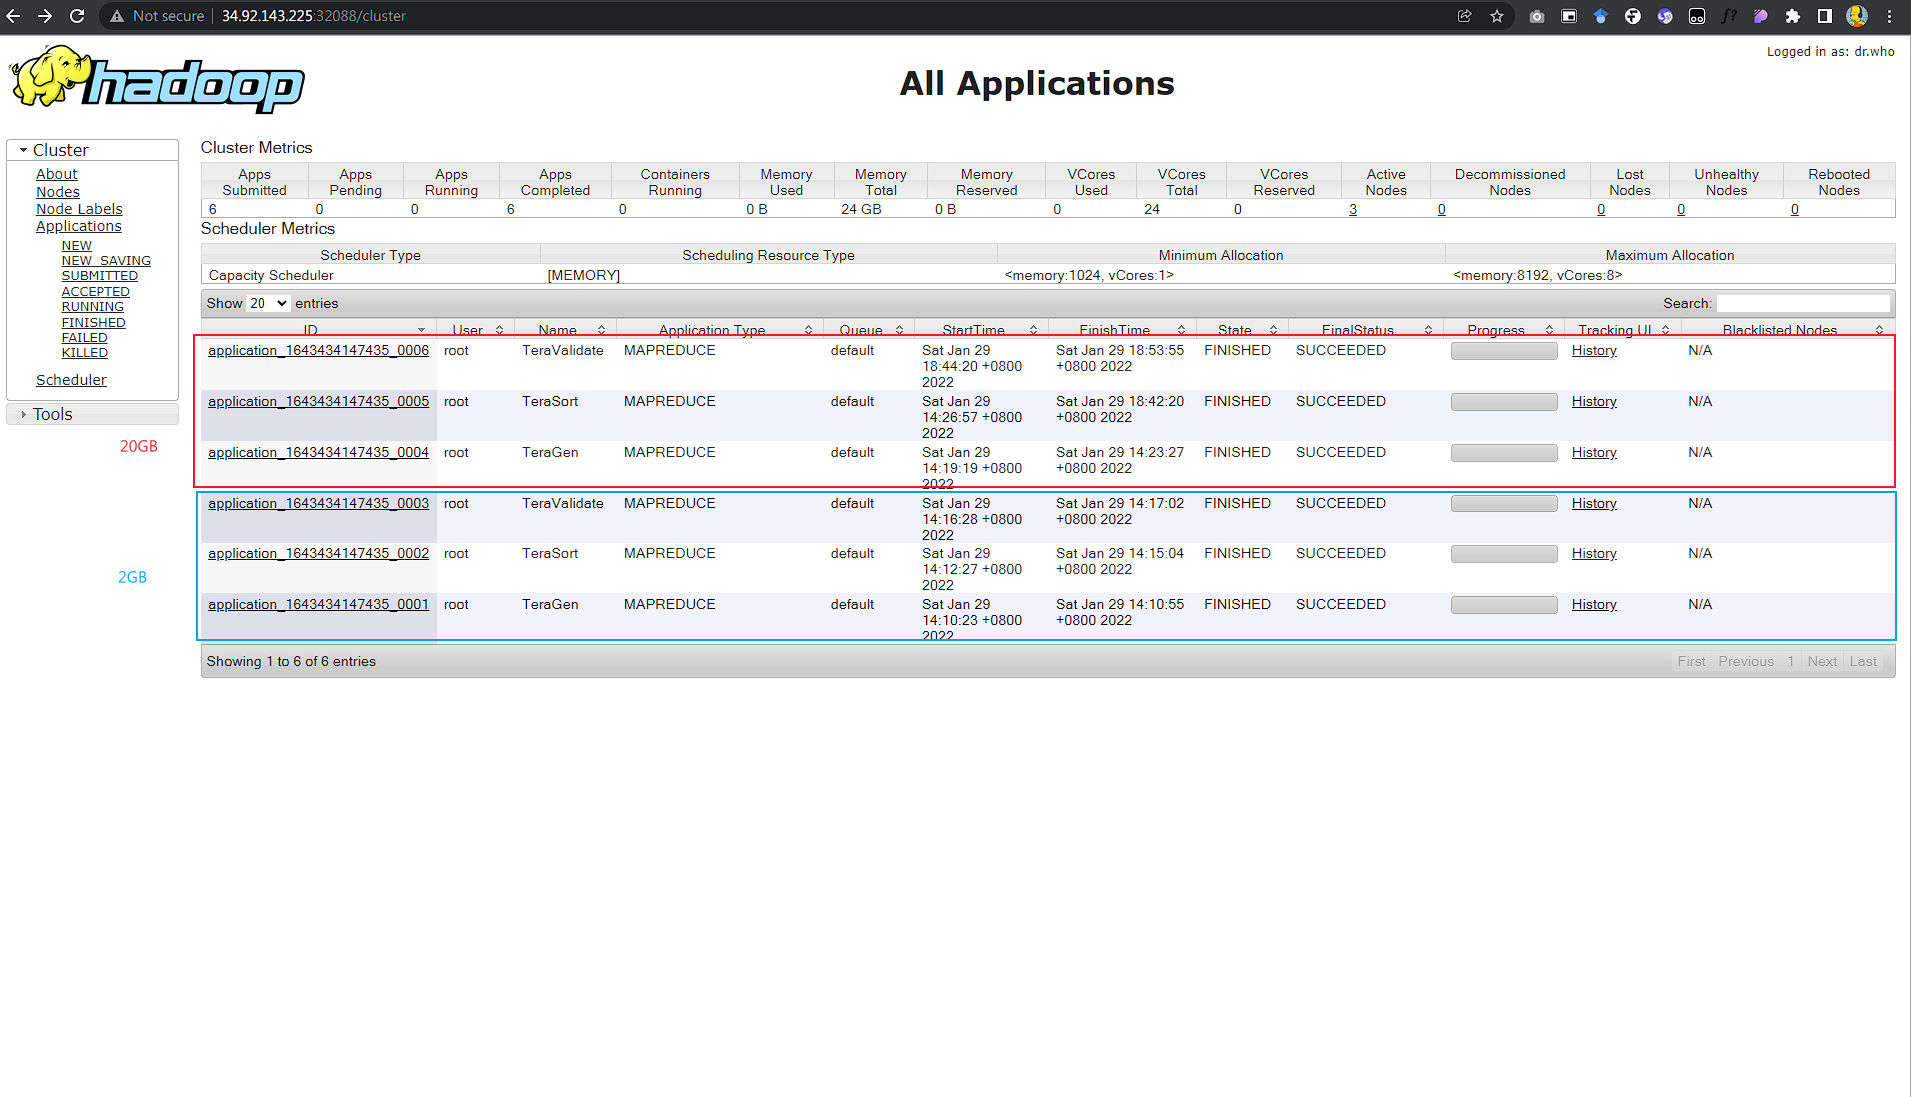 Not secure 34.92.143.225:32088/cluster
Logged in as: dr.who
hadoop
All Applications
Cluster
About
Nodes
Node Labels
Applications
NEW
NEW_SAVING
SUBMITTED
ACCEPTED
RUNNING
FINISHED
FAILED
KILLED
Scheduler
Tools
20GB
2GB
Cluster Metrics
Apps Submitted Apps Pending Apps Running Apps Completed Containers Running Memory Used Memory Total Memory Reserved VCores Used VCores Total VCores Reserved Active Nodes Decommissioned Nodes Lost Nodes Unhealthy Nodes Rebooted Nodes
6 0 0 6 0 0 B 24 GB 0 B 0 24 0 3 0 0 0 0
Scheduler Metrics
Scheduler Type Scheduling Resource Type Minimum Allocation Maximum Allocation
Capacity Scheduler [MEMORY] <memory:1024, vCores:1> <memory:8192, vCores:8>
Show 20 entries Search:
ID User Name Application Type Queue StartTime FinishTime State FinalStatus Progress Tracking UI Blacklisted Nodes
application_1643434147435_0006 root TeraValidate MAPREDUCE default Sat Jan 29 18:44:20 +0800 2022 Sat Jan 29 18:53:55 +0800 2022 FINISHED SUCCEEDED History N/A
application_1643434147435_0005 root TeraSort MAPREDUCE default Sat Jan 29 14:26:57 +0800 2022 Sat Jan 29 18:42:20 +0800 2022 FINISHED SUCCEEDED History N/A
application_1643434147435_0004 root TeraGen MAPREDUCE default Sat Jan 29 14:19:19 +0800 2022 Sat Jan 29 14:23:27 +0800 2022 FINISHED SUCCEEDED History N/A
application_1643434147435_0003 root TeraValidate MAPREDUCE default Sat Jan 29 14:16:28 +0800 2022 Sat Jan 29 14:17:02 +0800 2022 FINISHED SUCCEEDED History N/A
application_1643434147435_0002 root TeraSort MAPREDUCE default Sat Jan 29 14:12:27 +0800 2022 Sat Jan 29 14:15:04 +0800 2022 FINISHED SUCCEEDED History N/A
application_1643434147435_0001 root TeraGen MAPREDUCE default Sat Jan 29 14:10:23 +0800 2022 Sat Jan 29 14:10:55 +0800 2022 FINISHED SUCCEEDED History N/A
Showing 1 to 6 of 6 entries First Previous 1 Next Last